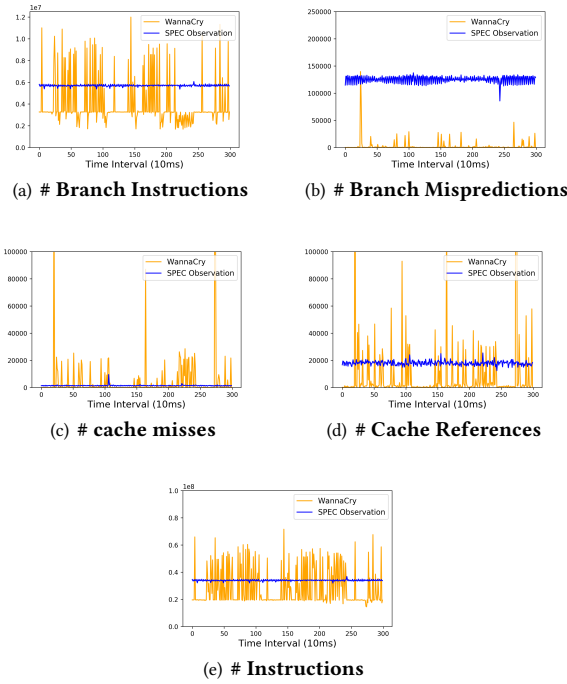 1e7
1.2
1.0
0.8
0.6
0.4
0.2
0.0
WannaCry
SPEC Observation
0 50 100 150 200 250 300
Time Interval (10ms)
(a) # Branch Instructions
250000
200000
150000
100000
50000
0
WannaCry
SPEC Observation
0 50 100 150 200 250 300
Time Interval (10ms)
(b) # Branch Mispredictions
100000
80000
60000
40000
20000
0
WannaCry
SPEC Observation
0 50 100 150 200 250 300
Time Interval (10ms)
(c) # cache misses
100000
80000
60000
40000
20000
0
WannaCry
SPEC Observation
0 50 100 150 200 250 300
Time Interval (10ms)
(d) # Cache References
1e8
1.0
0.8
0.6
0.4
0.2
0.0
WannaCry
SPEC Observation
0 50 100 150 200 250 300
Time Interval (10ms)
(e) # Instructions